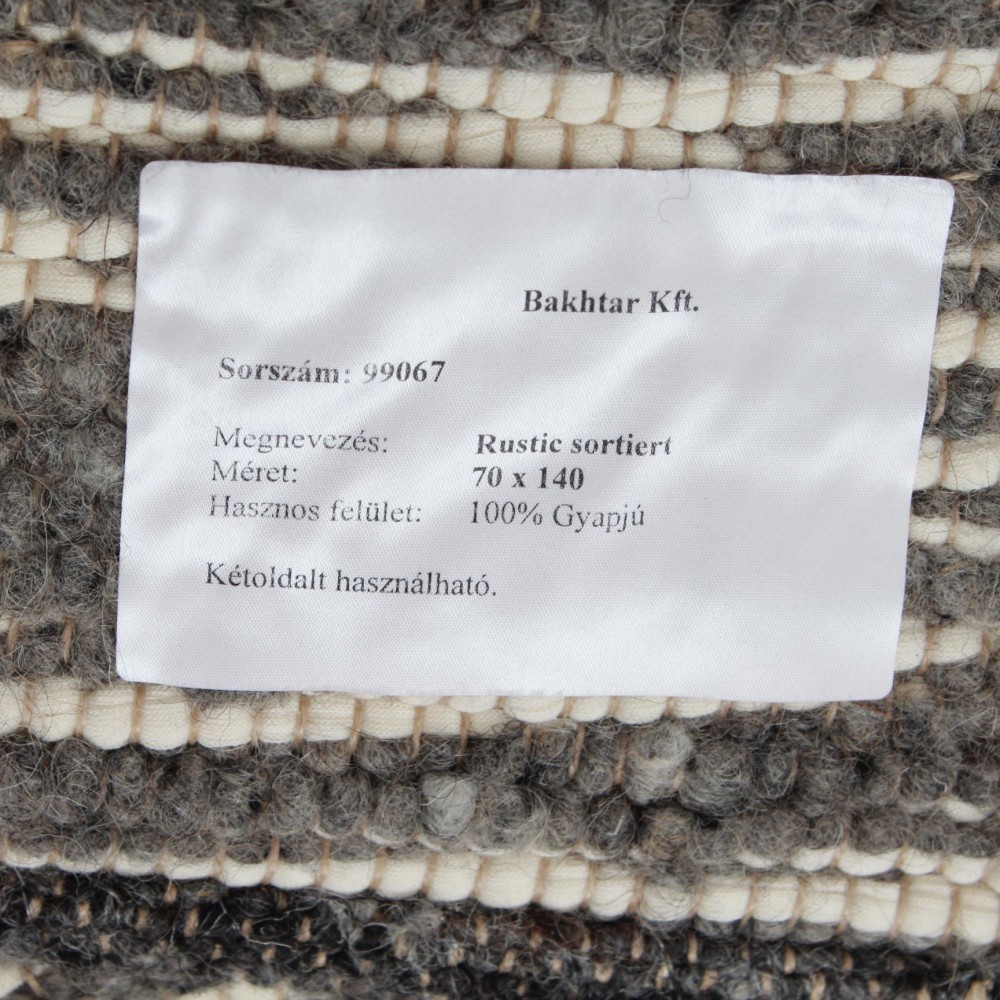 Bakhtar Kft.
Sorszám: 99067
Megnevezés: Rustic sortiert
Méret: 70 x 140
Hasznos felület: 100% Gyapjú
Kétoldalt használható.